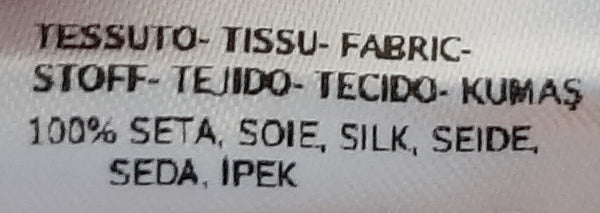 TESSUTO- TISSU- FABRIC-
STOFF- TEJIDO- TECIDO- KUMAŞ
100% SETA, SOIE, SILK, SEIDE,
SEDA, İPEK